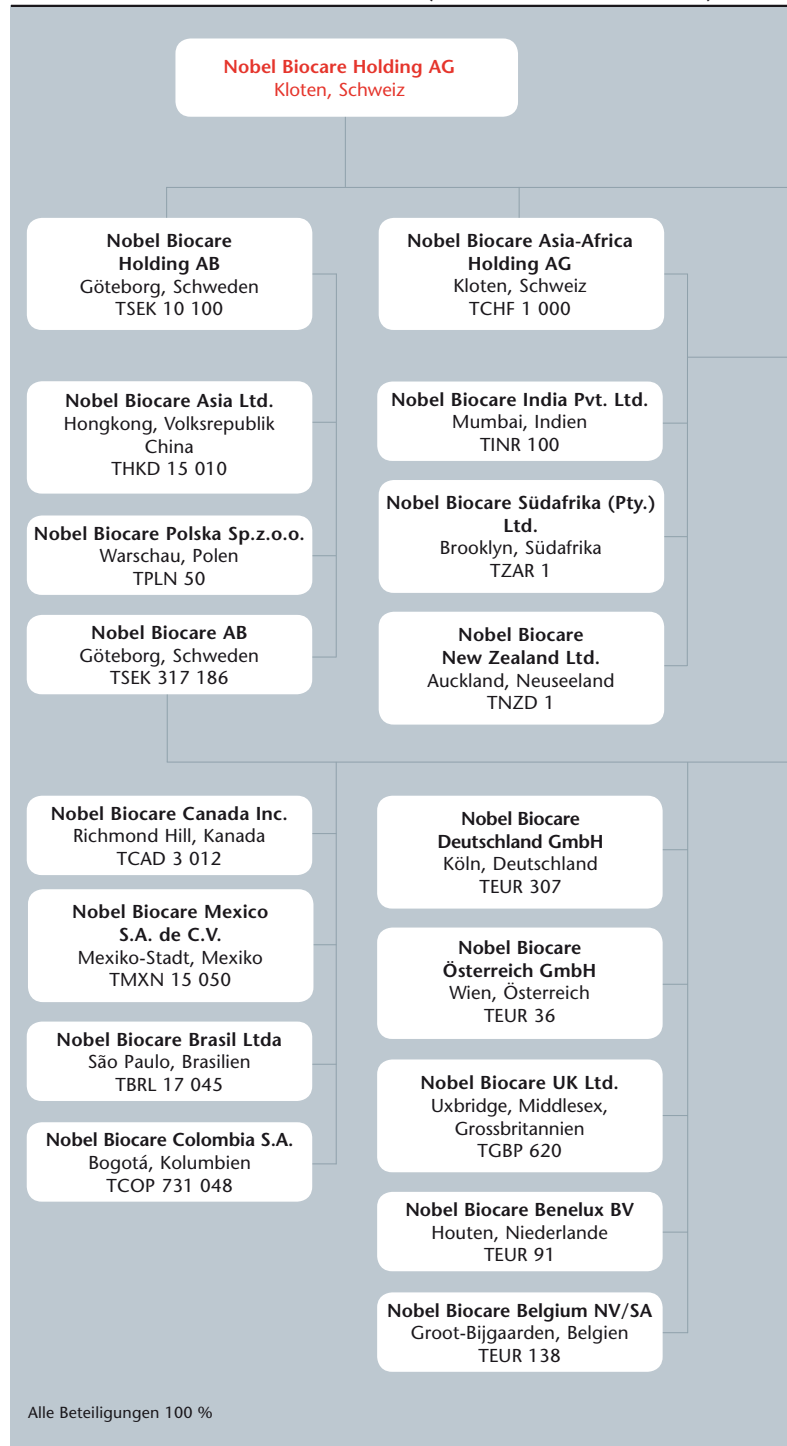 Nobel Biocare Holding AG
Kloten, Schweiz
Nobel Biocare
Holding AB
Göteborg, Schweden
TSEK 10 100
Nobel Biocare Asia-Africa
Holding AG
Kloten, Schweiz
TCHF 1 000
Nobel Biocare Asia Ltd.
Hongkong, Volksrepublik
China
THKD 15 010
Nobel Biocare India Pvt. Ltd.
Mumbai, Indien
TINR 100
Nobel Biocare Polska Sp.z.o.o.
Warschau, Polen
TPLN 50
Nobel Biocare Südafrika (Pty.)
Ltd.
Brooklyn, Südafrika
TZAR 1
Nobel Biocare AB
Göteborg, Schweden
TSEK 317 186
Nobel Biocare
New Zealand Ltd.
Auckland, Neuseeland
TNZD 1
Nobel Biocare Canada Inc.
Richmond Hill, Kanada
TCAD 3 012
Nobel Biocare Mexico
S.A. de C.V.
Mexiko-Stadt, Mexiko
TMXN 15 050
Nobel Biocare Brasil Ltda
São Paulo, Brasilien
TBRL 17 045
Nobel Biocare Colombia S.A.
Bogotá, Kolumbien
TCOP 731 048
Nobel Biocare
Deutschland GmbH
Köln, Deutschland
TEUR 307
Nobel Biocare
Österreich GmbH
Wien, Österreich
TEUR 36
Nobel Biocare UK Ltd.
Uxbridge, Middlesex,
Grossbritannien
TGBP 620
Nobel Biocare Benelux BV
Houten, Niederlande
TEUR 91
Nobel Biocare Belgium NV/SA
Groot-Bijgaarden, Belgien
TEUR 138
Alle Beteiligungen 100 %